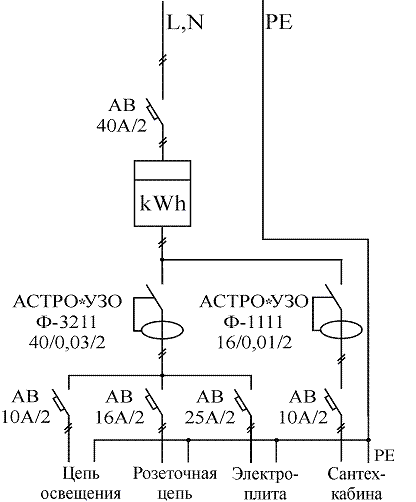 L,N
PE
АВ
40А/2
kWh
АСТРО*УЗО
Ф-3211
40/0,03/2
АСТРО*УЗО
Ф-1111
16/0,01/2
АВ
10А/2
АВ
16А/2
АВ
25А/2
АВ
10А/2
PE
Цепь
освещения
Розеточная
цепь
Электро-
плита
Сантех-
кабина